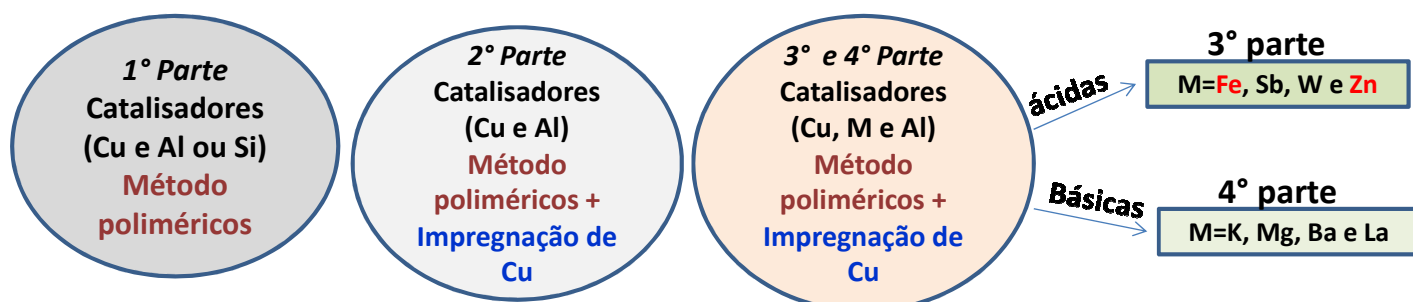 1° Parte
Catalisadores
(Cu e Al ou Si)
Método
poliméricos
2° Parte
Catalisadores
(Cu e Al)
Método
poliméricos +
Impregnação de
Cu
3° e 4° Parte
Catalisadores
(Cu, M e Al)
Método
poliméricos +
Impregnação de
Cu
ácidas
3° parte
M=Fe, Sb, W e Zn
Básicas
4° parte
M=K, Mg, Ba e La